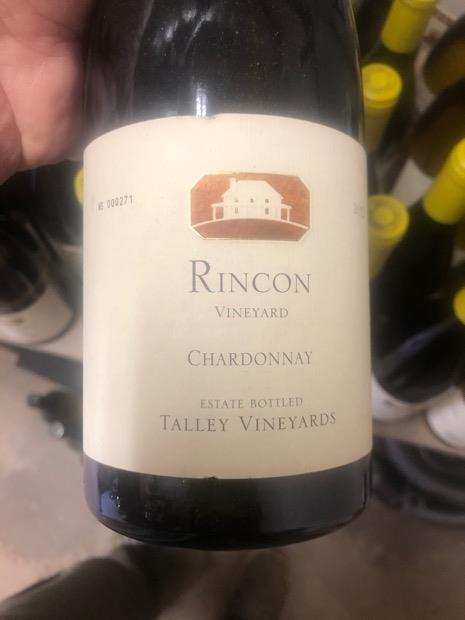 № 000271
RINCON
VINEYARD
CHARDONNAY
ESTATE BOTTLED
TALLEY VINEYARDS